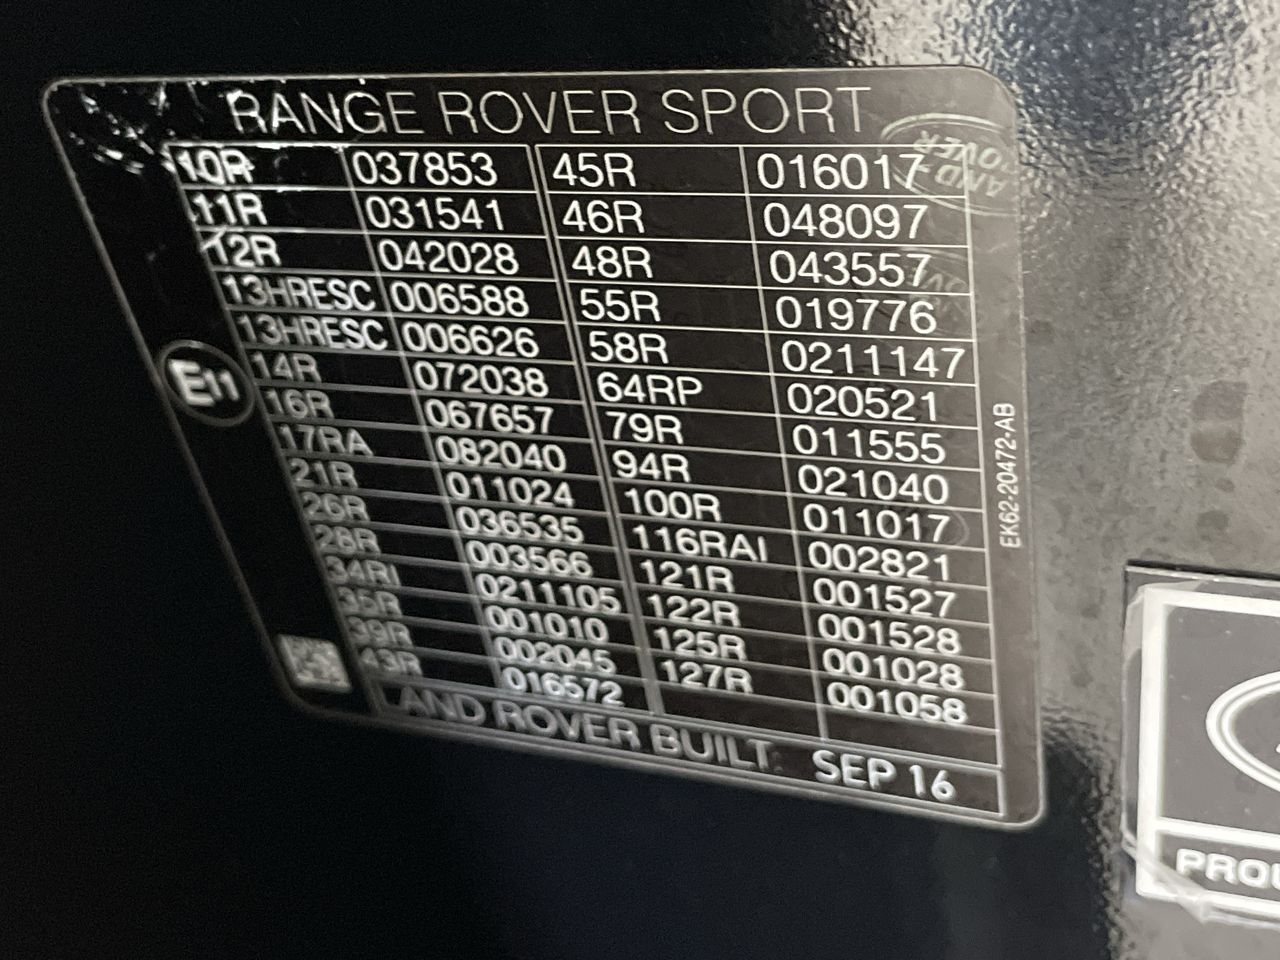 RANGE ROVER SPORT
10R 037853 45R 016017
11R 031541 46R 048097
12R 042028 48R 043557
13HRESC 006588 55R 019776
13HRESC 006626 58R 0211147
14R 072038 64RP 020521
16R 067657 79R 011555
17RA 082040 94R 021040
21R 011024 100R 011017
26R 036535 116RAI 002821
28R 003566 121R 001527
34RI 0211105 122R 001528
35R 001010 125R 001028
39R 002045 127R 001058
43R 016572
LAND ROVER BUILT SEP 16
E11
EK62-20472-AB